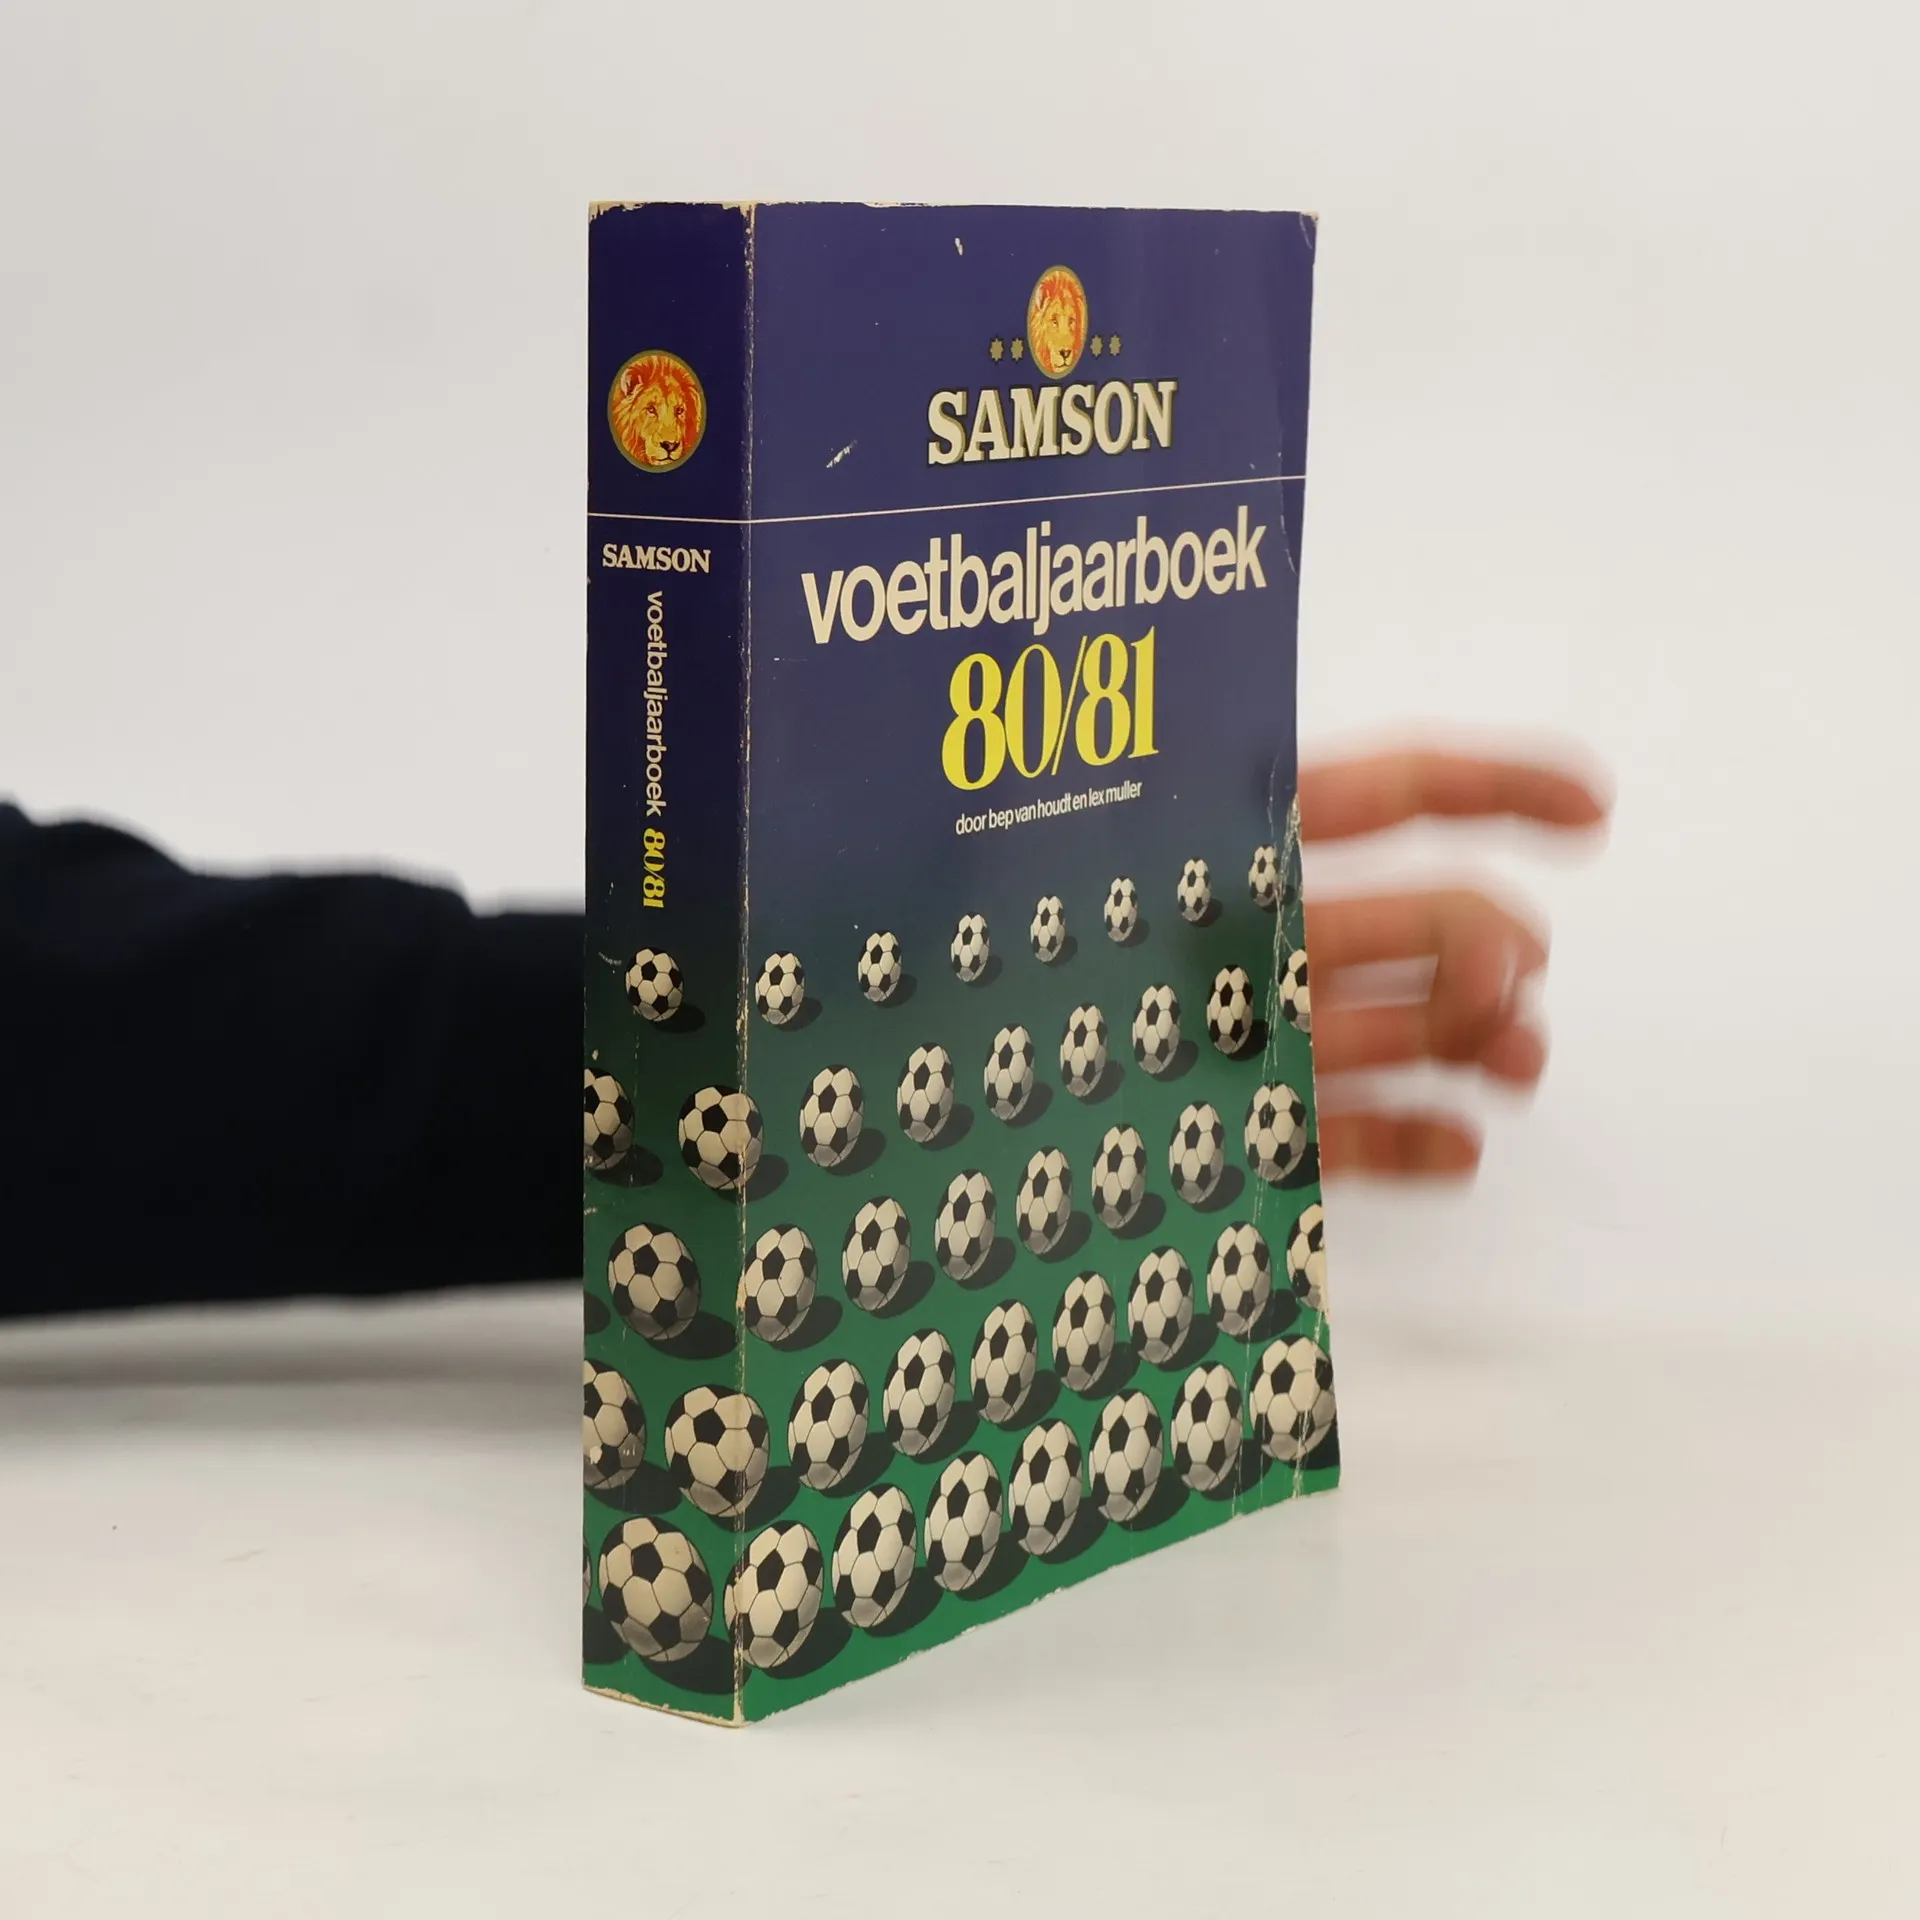 SAMSON
voetbaljaarboek 80/81
SAMSON
voetbaljaarboek
80/81
door bep van houdt en lex muller